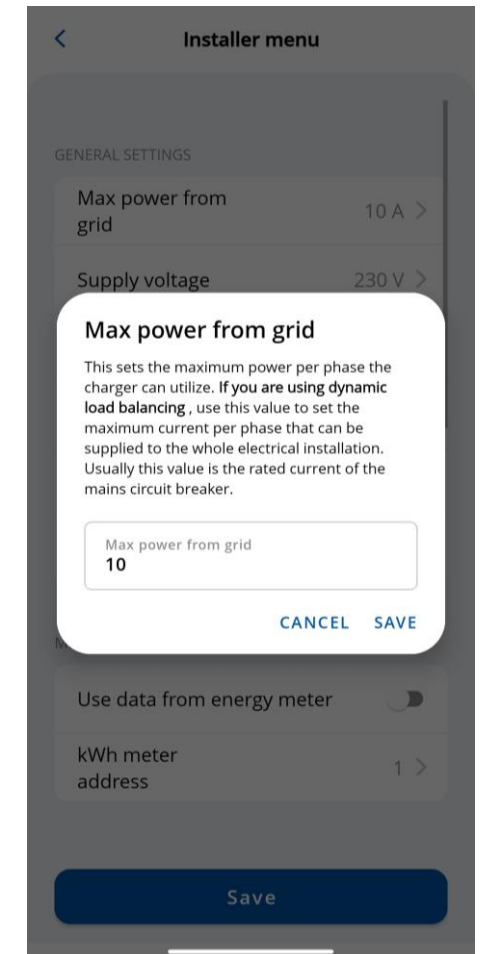 Installer menu
GENERAL SETTINGS
Max power from
grid
10 A
Supply voltage
230 V
Max power from grid
This sets the maximum power per phase the
charger can utilize. If you are using dynamic
load balancing , use this value to set the
maximum current per phase that can be
supplied to the whole electrical installation.
Usually this value is the rated current of the
mains circuit breaker.
Max power from grid
10
CANCEL SAVE
Use data from energy meter
kWh meter
address
1
Save